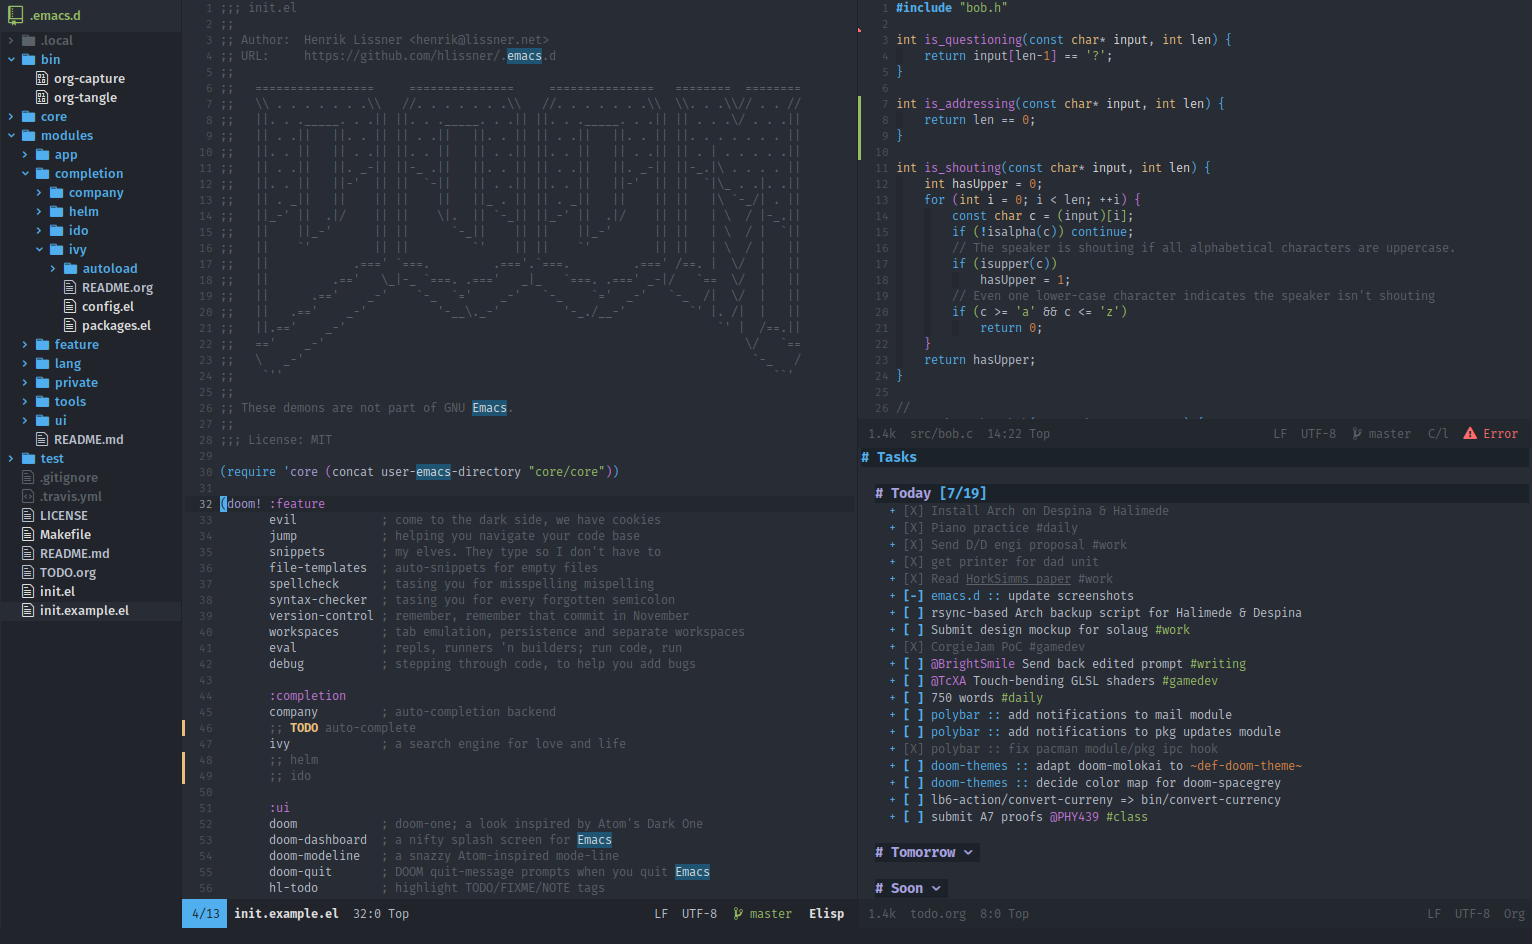 .emacs.d
.local
bin
org-capture
org-tangle
core
modules
app
completion
company
helm
ido
ivy
autoload
README.org
config.el
packages.el
feature
lang
private
tools
ui
README.md
test
.gitignore
.travis.yml
LICENSE
Makefile
README.md
TODO.org
init.el
init.example.el
1 ;;; init.el
2 ;;
3 ;; Author:  Henrik Lissner <henrik@lissner.net>
4 ;; URL:     https://github.com/hlissner/.emacs.d
5 ;;
25 ;;
26 ;; These demons are not part of GNU Emacs.
27 ;;
28 ;;; License: MIT
29
30 (require 'core (concat user-emacs-directory "core/core"))
31
32 (doom! :feature
33 evil ; come to the dark side, we have cookies
34 jump ; helping you navigate your code base
35 snippets ; my elves. They type so I don't have to
36 file-templates ; auto-snippets for empty files
37 spellcheck ; tasing you for misspelling mispelling
38 syntax-checker ; tasing you for every forgotten semicolon
39 version-control ; remember, remember that commit in November
40 workspaces ; tab emulation, persistence and separate workspaces
41 eval ; repls, runners 'n builders; run code, run
42 debug ; stepping through code, to help you add bugs
43
44 :completion
45 company ; auto-completion backend
46 ;; TODO auto-complete
47 ivy ; a search engine for love and life
48 ;; helm
49 ;; ido
50
51 :ui
52 doom ; doom-one; a look inspired by Atom's Dark One
53 doom-dashboard ; a nifty splash screen for Emacs
54 doom-modeline ; a snazzy Atom-inspired mode-line
55 doom-quit ; DOOM quit-message prompts when you quit Emacs
56 hl-todo ; highlight TODO/FIXME/NOTE tags
4/13 init.example.el 32:0 Top LF UTF-8 master Elisp
1 #include "bob.h"
2
3 int is_questioning(const char* input, int len) {
4 return input[len-1] == '?';
5 }
6
7 int is_addressing(const char* input, int len) {
8 return len == 0;
9 }
10
11 int is_shouting(const char* input, int len) {
12 int hasUpper = 0;
13 for (int i = 0; i < len; ++i) {
14 const char c = (input)[i];
15 if (!isalpha(c)) continue;
16 // The speaker is shouting if all alphabetical characters are uppercase.
17 if (isupper(c))
18 hasUpper = 1;
19 // Even one lower-case character indicates the speaker isn't shouting
20 if (c >= 'a' && c <= 'z')
21 return 0;
22 }
23 return hasUpper;
24 }
25
26 //
1.4k src/bob.c 14:22 Top LF UTF-8 master C/l Error
# Tasks
# Today [7/19]
+ [X] Install Arch on Despina & Halimede
+ [X] Piano practice #daily
+ [X] Send D/D engi proposal #work
+ [X] get printer for dad unit
+ [X] Read HorkSimms paper #work
+ [-] emacs.d :: update screenshots
+ [ ] rsync-based Arch backup script for Halimede & Despina
+ [ ] Submit design mockup for solaug #work
+ [X] CorgieJam PoC #gamedev
+ [ ] @BrightSmile Send back edited prompt #writing
+ [ ] @TcXA Touch-bending GLSL shaders #gamedev
+ [ ] 750 words #daily
+ [ ] polybar :: add notifications to mail module
+ [ ] polybar :: add notifications to pkg updates module
+ [X] polybar :: fix pacman module/pkg ipc hook
+ [ ] doom-themes :: adapt doom-molokai to ~def-doom-theme~
+ [ ] doom-themes :: decide color map for doom-spacegrey
+ [ ] lb6-action/convert-curreny => bin/convert-currency
+ [ ] submit A7 proofs @PHY439 #class
# Tomorrow
# Soon
1.4k todo.org 8:0 Top LF UTF-8 Org